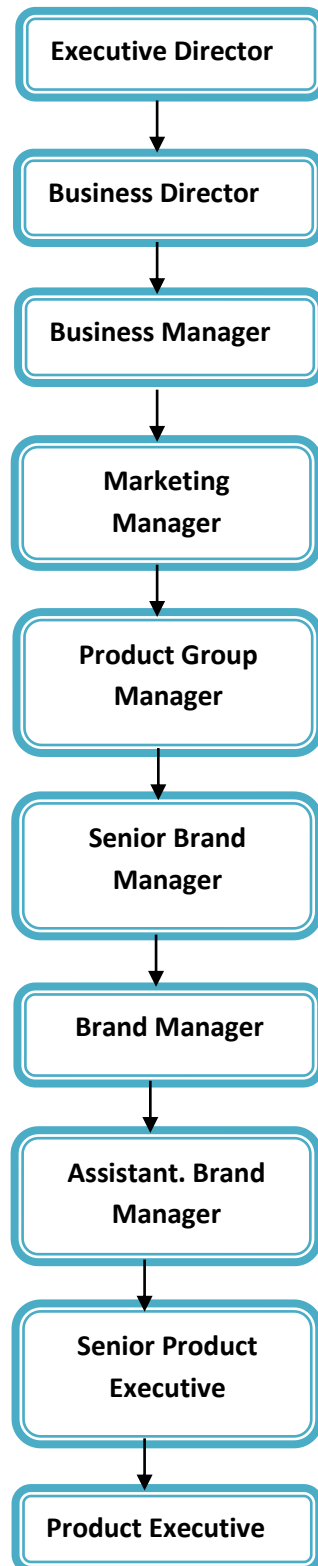 Executive Director
Business Director
Business Manager
Marketing
Manager
Product Group
Manager
Senior Brand
Manager
Brand Manager
Assistant. Brand
Manager
Senior Product
Executive
Product Executive